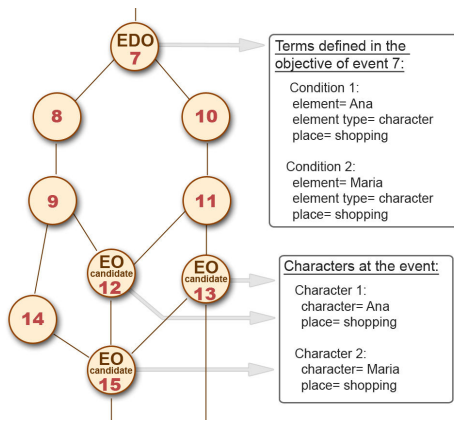 EDO
7
Terms defined in the
objective of event 7:
Condition 1:
element= Ana
element type= character
place= shopping
Condition 2:
element= Maria
element type= character
place= shopping
8
10
9
11
EO
candidate
12
EO
candidate
13
14
EO
candidate
15
Characters at the event:
Character 1:
character= Ana
place= shopping
Character 2:
character= Maria
place= shopping